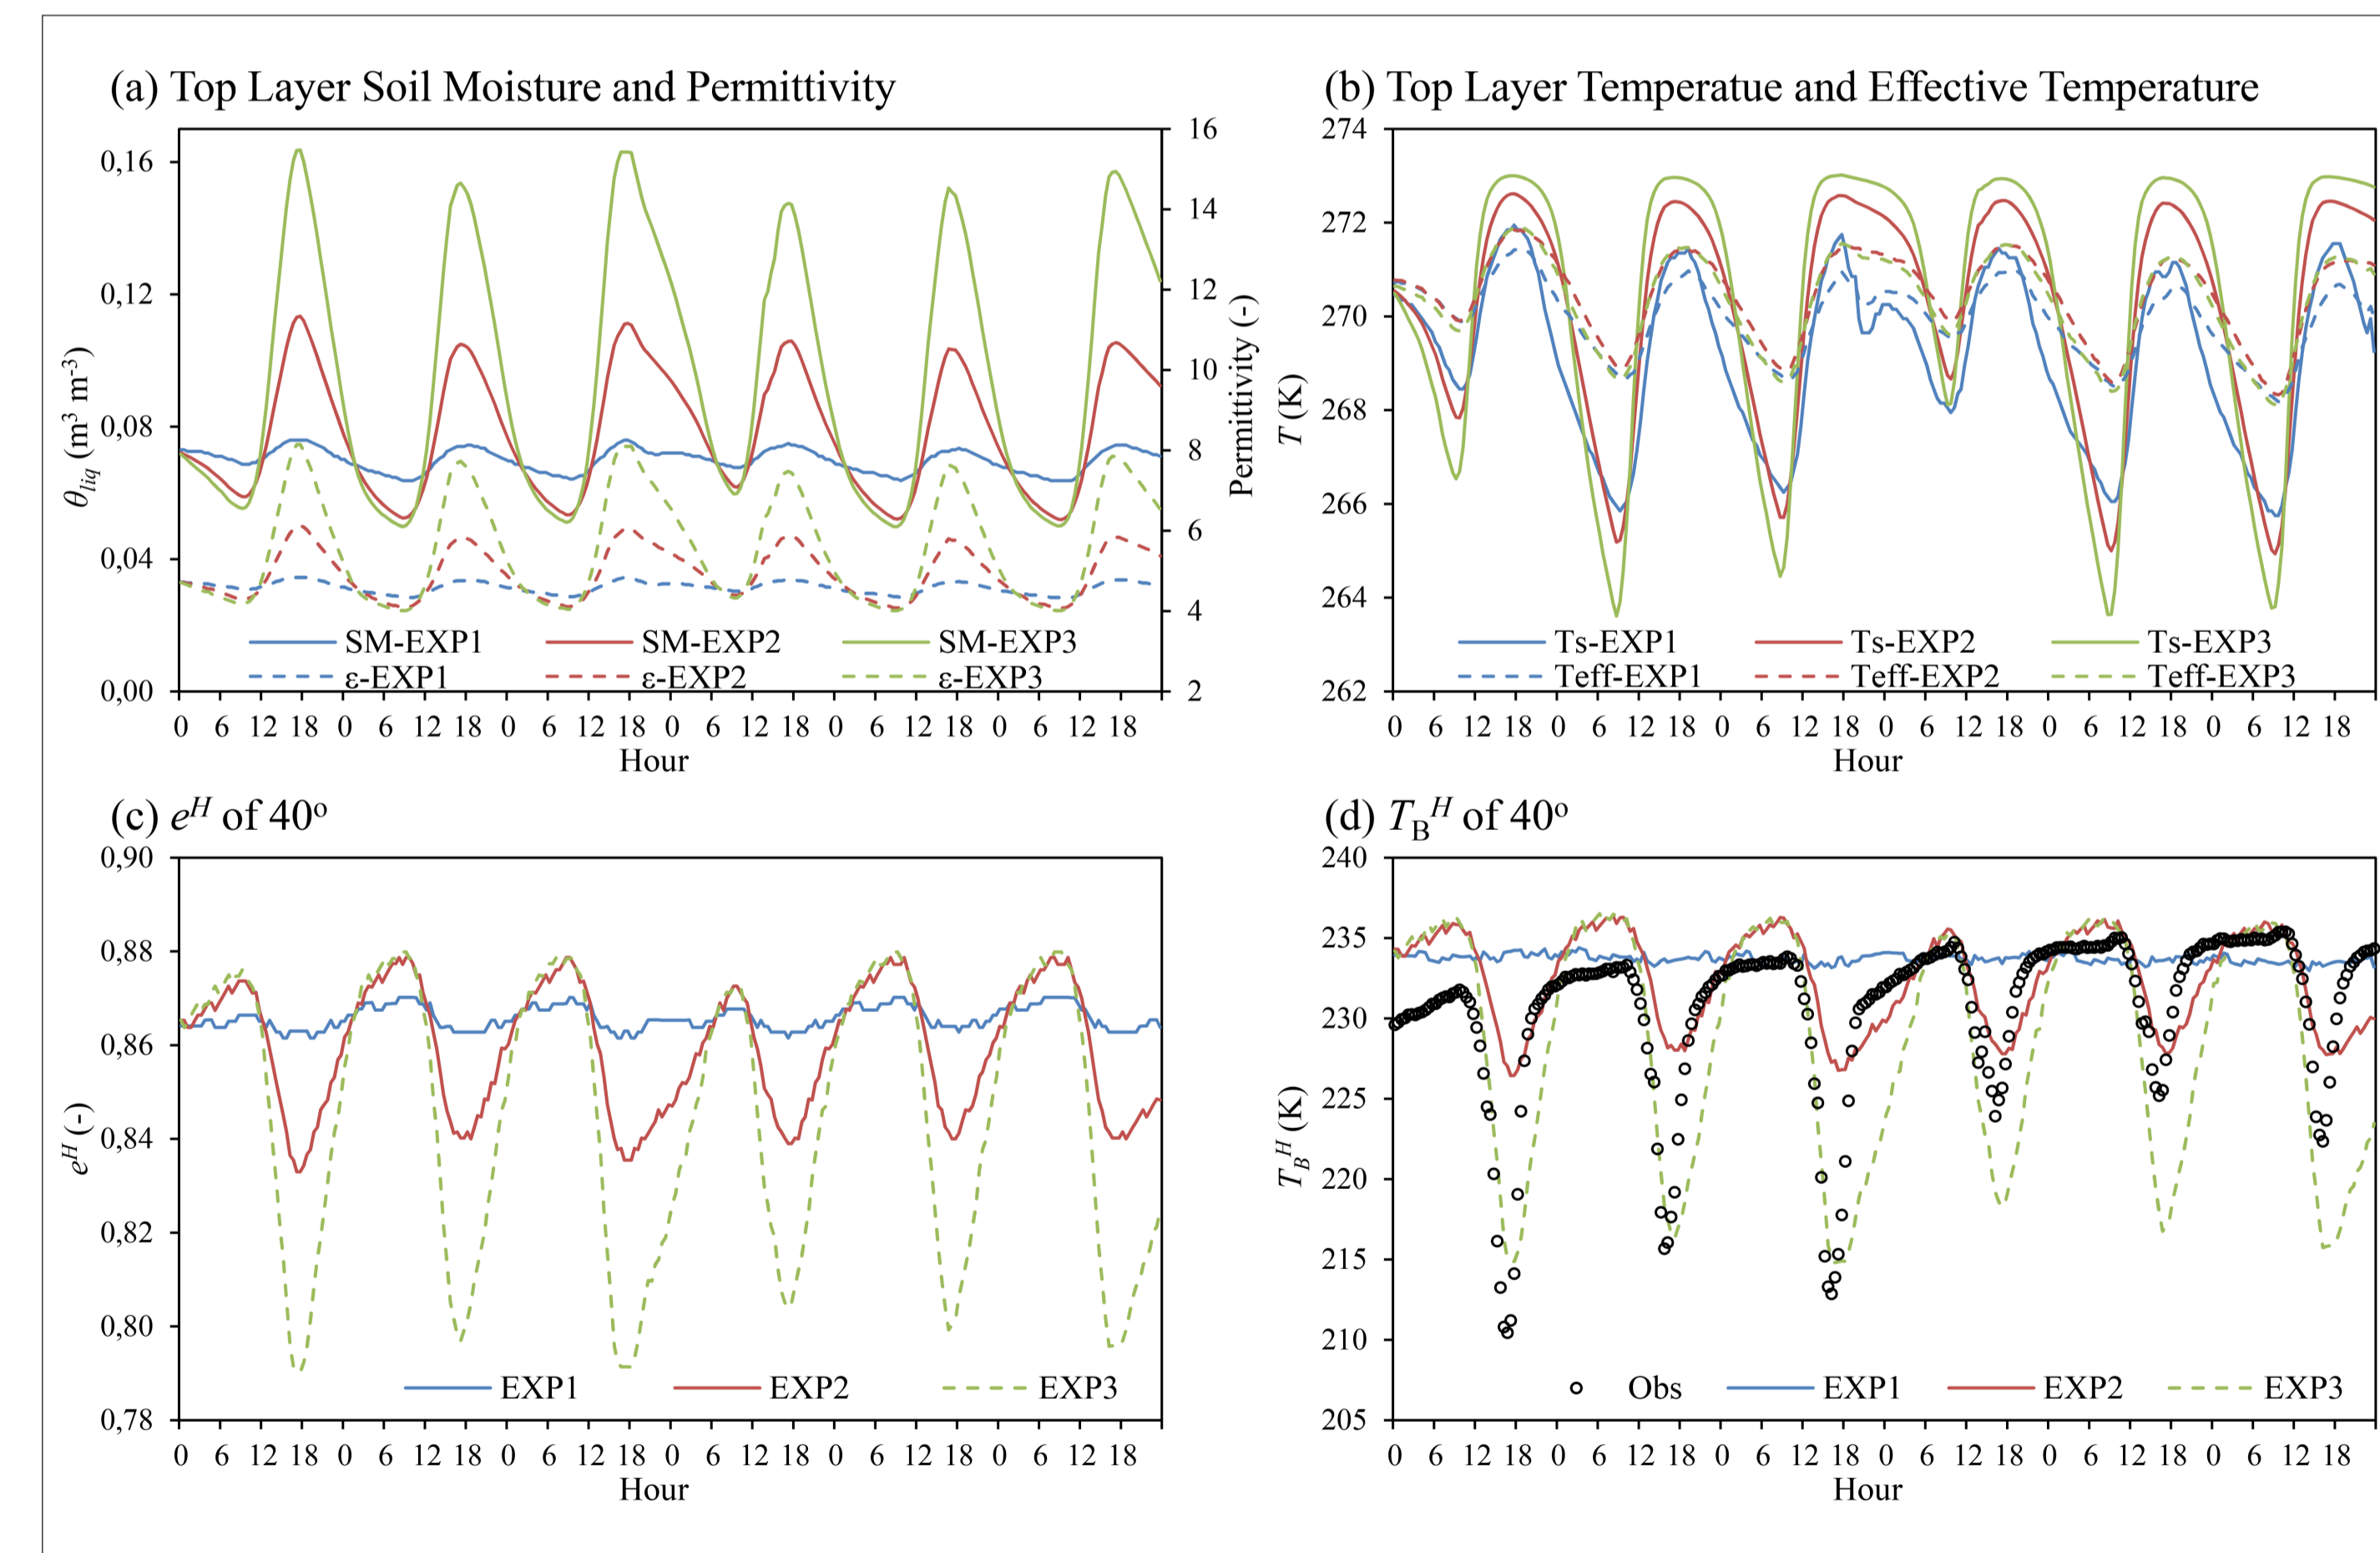 (a) Top Layer Soil Moisture and Permittivity
0,16
0,12
0,08
0,04
0,00
θliq (m³ m⁻³)
16
14
12
10
8
6
4
2
Permittivity (-)
SM-EXP1 SM-EXP2 SM-EXP3
ε-EXP1 ε-EXP2 ε-EXP3
0 6 12 18 0 6 12 18 0 6 12 18 0 6 12 18 0 6 12 18 0 6 12 18
Hour
(b) Top Layer Temperatue and Effective Temperature
274
272
270
268
266
264
262
T (K)
Ts-EXP1 Ts-EXP2 Ts-EXP3
Teff-EXP1 Teff-EXP2 Teff-EXP3
0 6 12 18 0 6 12 18 0 6 12 18 0 6 12 18 0 6 12 18 0 6 12 18
Hour
(c) eᴴ of 40º
0,90
0,88
0,86
0,84
0,82
0,80
0,78
eᴴ (-)
EXP1 EXP2 EXP3
0 6 12 18 0 6 12 18 0 6 12 18 0 6 12 18 0 6 12 18 0 6 12 18
Hour
(d) TBᴴ of 40º
240
235
230
225
220
215
210
205
TBᴴ (K)
Obs EXP1 EXP2 EXP3
0 6 12 18 0 6 12 18 0 6 12 18 0 6 12 18 0 6 12 18 0 6 12 18
Hour